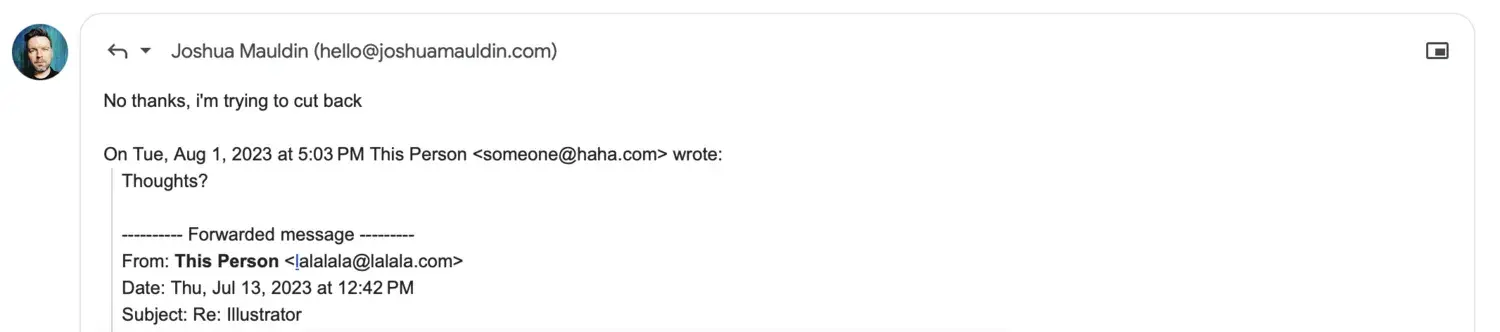 Joshua Mauldin (hello@joshuamauldin.com)
No thanks, i'm trying to cut back
On Tue, Aug 1, 2023 at 5:03 PM This Person <someone@haha.com> wrote:
Thoughts?
---------- Forwarded message ---------
From: This Person <lalalala@lalala.com>
Date: Thu, Jul 13, 2023 at 12:42 PM
Subject: Re: Illustrator